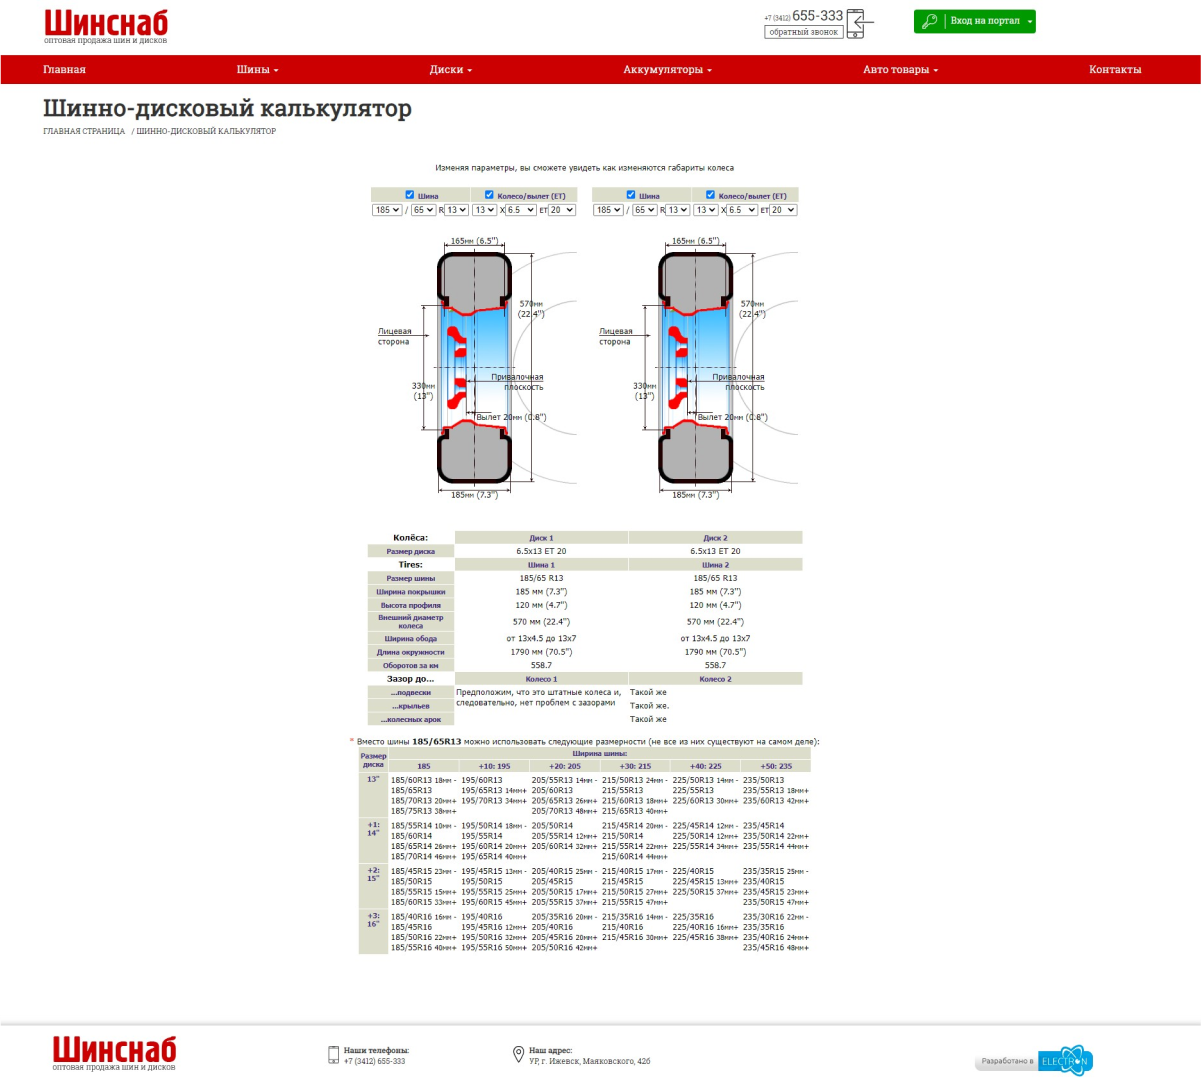 Шинснаб
оптовая продажа шин и дисков
+7 (3412) 655-333
обратный звонок
Вход на портал
Главная Шины Диски Аккумуляторы Авто товары Контакты
Шинно-дисковый калькулятор
ГЛАВНАЯ СТРАНИЦА / ШИННО-ДИСКОВЫЙ КАЛЬКУЛЯТОР
Изменяя параметры, вы сможете увидеть как изменяются габариты колеса
Шина Колесо/вылет (ET) Шина Колесо/вылет (ET)
185 / 65 R 13 13 X 6.5 ET 20 185 / 65 R 13 13 X 6.5 ET 20
165мм (6.5") 165мм (6.5")
570мм 570мм
(22.4") (22.4")
Лицевая Лицевая
сторона сторона
Привалочная Привалочная
плоскость плоскость
330мм 330мм
(13") (13")
Вылет 20мм (0.8") Вылет 20мм (0.8")
185мм (7.3") 185мм (7.3")
Колёса: Диск 1 Диск 2
Размер диска 6.5x13 ET 20 6.5x13 ET 20
Tires: Шина 1 Шина 2
Размер шины 185/65 R13 185/65 R13
Ширина покрышки 185 мм (7.3") 185 мм (7.3")
Высота профиля 120 мм (4.7") 120 мм (4.7")
Внешний диаметр
колеса 570 мм (22.4") 570 мм (22.4")
Ширина обода от 13x4.5 до 13x7 от 13x4.5 до 13x7
Длина окружности 1790 мм (70.5") 1790 мм (70.5")
Оборотов за км 558.7 558.7
Зазор до... Колесо 1 Колесо 2
...подвески Предположим, что это штатные колеса и, Такой же
...крыльев следовательно, нет проблем с зазорами Такой же.
...колесных арок Такой же
* Вместо шины 185/65R13 можно использовать следующие размерности (не все из них существуют на самом деле):
Размер Ширина шины:
диска 185 +10: 195 +20: 205 +30: 215 +40: 225 +50: 235
13" 185/60R13 18мм - 195/60R13 205/55R13 14мм - 215/50R13 24мм - 225/50R13 14мм - 235/50R13
185/65R13 195/65R13 14мм+ 205/60R13 215/55R13 225/55R13 235/55R13 18мм+
185/70R13 20мм+ 195/70R13 34мм+ 205/65R13 26мм+ 215/60R13 18мм+ 225/60R13 30мм+ 235/60R13 42мм+
185/75R13 38мм+ 205/70R13 48мм+ 215/65R13 40мм+
+1: 185/55R14 10мм - 195/50R14 18мм - 205/50R14 215/45R14 20мм - 225/45R14 12мм - 235/45R14
14" 185/60R14 195/55R14 205/55R14 12мм+ 215/50R14 225/50R14 12мм+ 235/50R14 22мм+
185/65R14 26мм+ 195/60R14 20мм+ 205/60R14 32мм+ 215/55R14 22мм+ 225/55R14 34мм+ 235/55R14 44мм+
185/70R14 46мм+ 195/65R14 40мм+ 215/60R14 44мм+
+2: 185/45R15 23мм - 195/45R15 13мм - 205/40R15 25мм - 215/40R15 17мм - 225/40R15 235/35R15 25мм -
15" 185/50R15 195/50R15 205/45R15 215/45R15 225/45R15 13мм+ 235/40R15
185/55R15 15мм+ 195/55R15 25мм+ 205/50R15 17мм+ 215/50R15 27мм+ 225/50R15 37мм+ 235/45R15 23мм+
185/60R15 33мм+ 195/60R15 45мм+ 205/55R15 37мм+ 215/55R15 47мм+ 235/50R15 47мм+
+3: 185/40R16 16мм - 195/40R16 205/35R16 20мм - 215/35R16 14мм - 225/35R16 235/30R16 22мм -
16" 185/45R16 195/45R16 12мм+ 205/40R16 215/40R16 225/40R16 16мм+ 235/35R16
185/50R16 22мм+ 195/50R16 32мм+ 205/45R16 20мм+ 215/45R16 30мм+ 225/45R16 38мм+ 235/40R16 24мм+
185/55R16 40мм+ 195/55R16 50мм+ 205/50R16 42мм+ 235/45R16 48мм+
Шинснаб
оптовая продажа шин и дисков
Наши телефоны:
+7 (3412) 655-333
Наш адрес:
УР, г. Ижевск, Маяковского, 42б
Разработано в ELECTRON